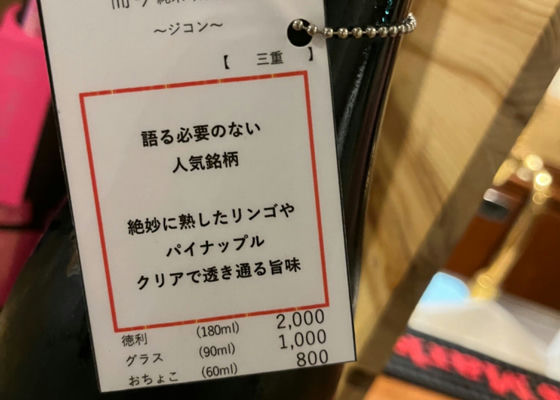 而今
～ジコン～
【 三重 】
語る必要のない
人気銘柄
絶妙に熟したリンゴや
パイナップル
クリアで透き通る旨味
徳利 (180ml) 2,000
グラス (90ml) 1,000
おちょこ (60ml) 800